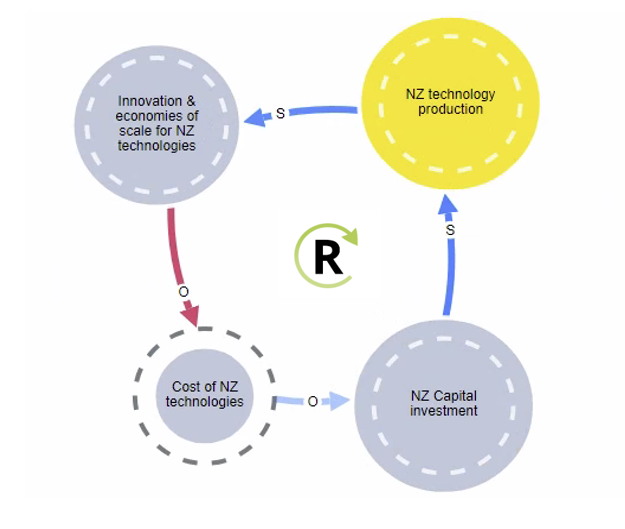 NZ technology
production
S
Innovation &
economies of
scale for NZ
technologies
R
S
O
Cost of NZ
technologies
O
NZ Capital
investment